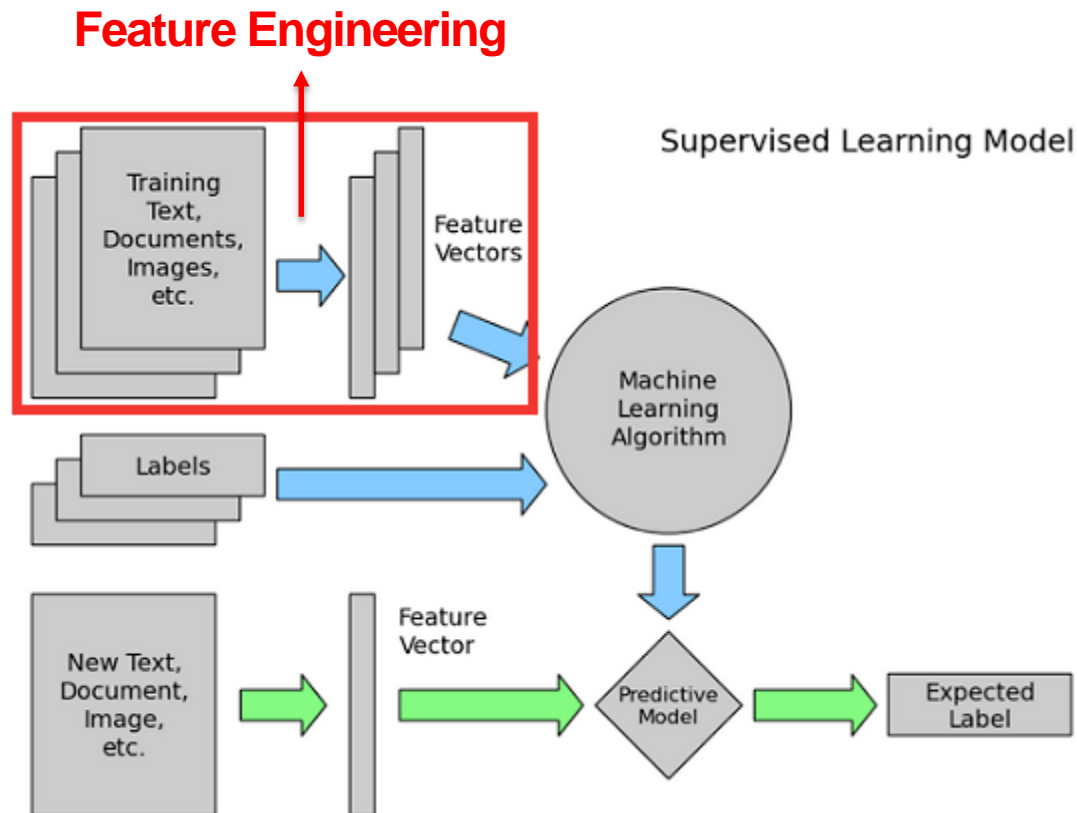 Feature Engineering
Supervised Learning Model
Training
Text,
Documents,
Images,
etc.
Feature
Vectors
Machine
Learning
Algorithm
Labels
New Text,
Document,
Image,
etc.
Feature
Vector
Predictive
Model
Expected
Label